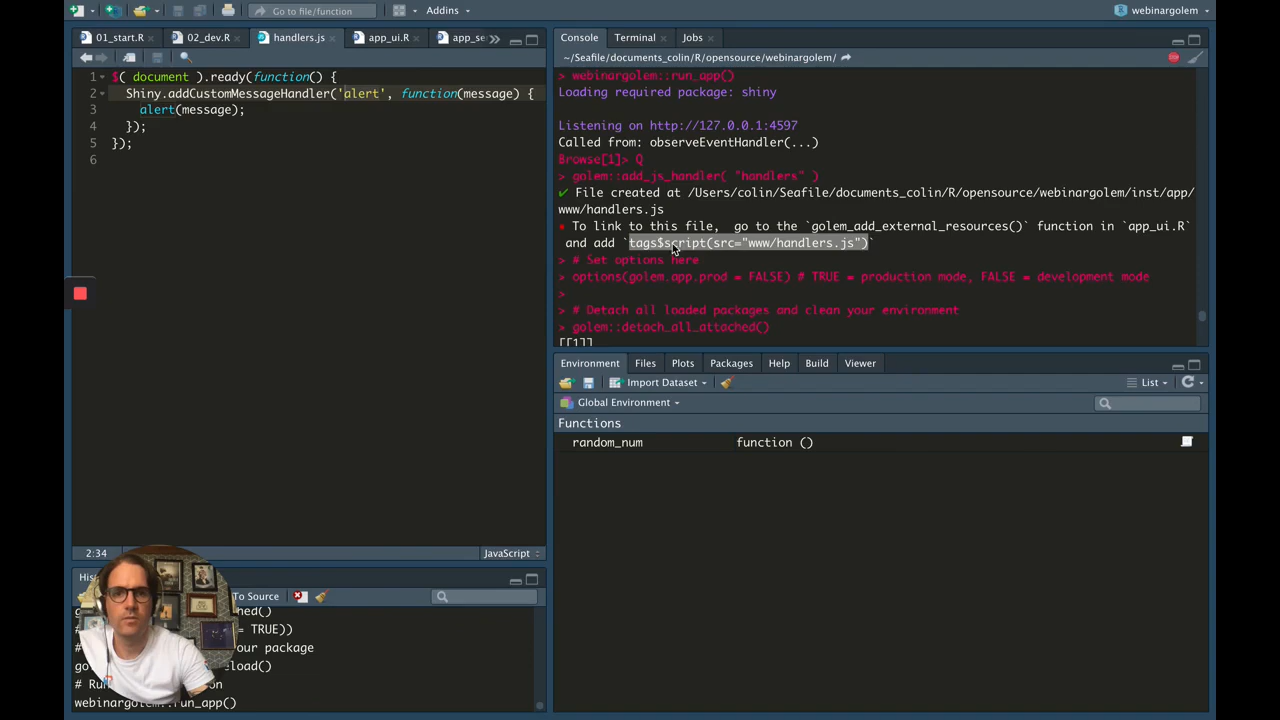 Go to file/function
Addins
webinargolem
01_start.R
02_dev.R
handlers.js
app_ui.R
app_se
$( document ).ready(function() {
Shiny.addCustomMessageHandler('alert', function(message) {
alert(message);
});
});
1
2
3
4
5
6
2:34
JavaScript
His
To Source
ched()
#
= TRUE))
#
our package
go
load()
# Ru
on
webinargolem::run_app()
Console
Terminal
Jobs
~/Seafile/documents_colin/R/opensource/webinargolem/
> webinargolem::run_app()
Loading required package: shiny
Listening on http://127.0.0.1:4597
Called from: observeEventHandler(...)
Browse[1]> Q
> golem::add_js_handler( "handlers" )
✔ File created at /Users/colin/Seafile/documents_colin/R/opensource/webinargolem/inst/app/
www/handlers.js
• To link to this file,  go to the `golem_add_external_resources()` function in `app_ui.R`
and add `tags$script(src="www/handlers.js")`
> # Set options here
> options(golem.app.prod = FALSE) # TRUE = production mode, FALSE = development mode
>
> # Detach all loaded packages and clean your environment
> golem::detach_all_attached()
[[1]]
Environment
Files
Plots
Packages
Help
Build
Viewer
Import Dataset
List
Global Environment
Functions
random_num
function ()